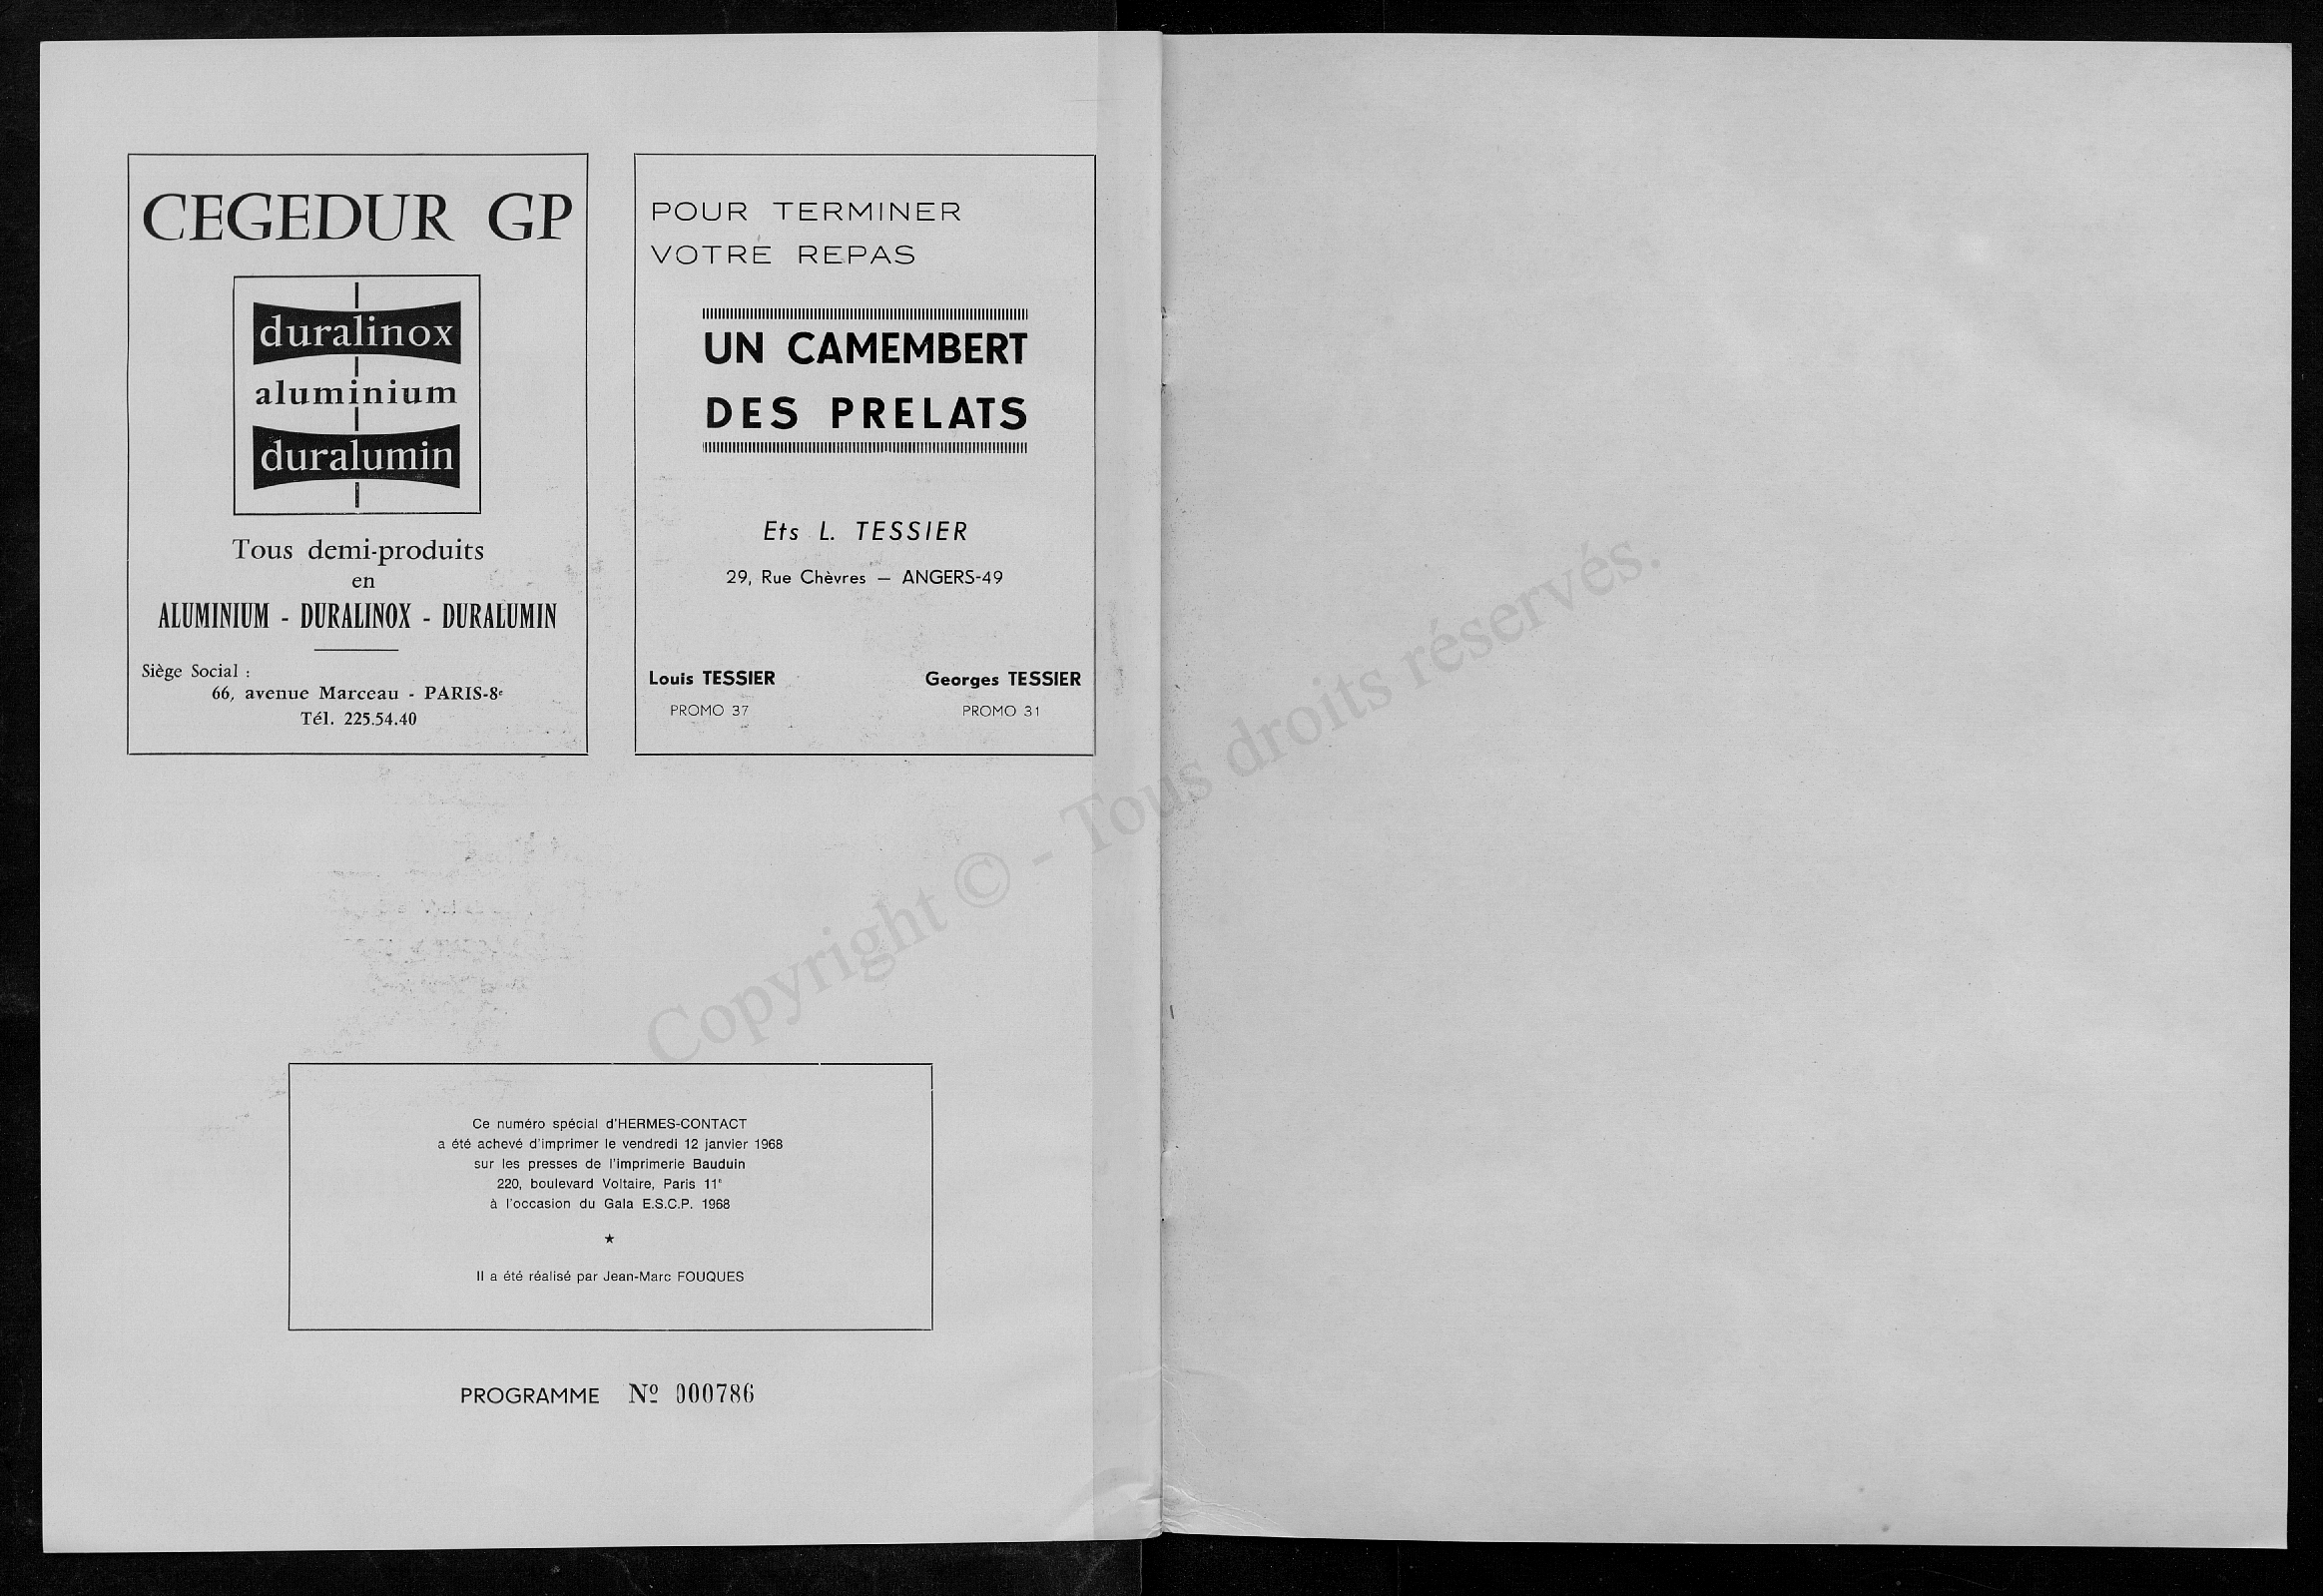 CEGEDUR GP
duralinox
aluminium
duralumin
Tous demi-produits
en
ALUMINIUM - DURALINOX - DURALUMIN
Siège Social :
66, avenue Marceau - PARIS-8e
Tél. 225.54.40
POUR TERMINER
VOTRE REPAS
UN CAMEMBERT
DES PRELATS
Ets L. TESSIER
29, Rue Chèvres — ANGERS-49
Louis TESSIER
PROMO 37
Georges TESSIER
PROMO 31
Copyright © - Tous droits réservés.
Ce numéro spécial d'HERMES-CONTACT
a été achevé d'imprimer le vendredi 12 janvier 1968
sur les presses de l'imprimerie Bauduin
220, boulevard Voltaire, Paris 11e
à l'occasion du Gala E.S.C.P. 1968
★
Il a été réalisé par Jean-Marc FOUQUES
PROGRAMME Nº 000786